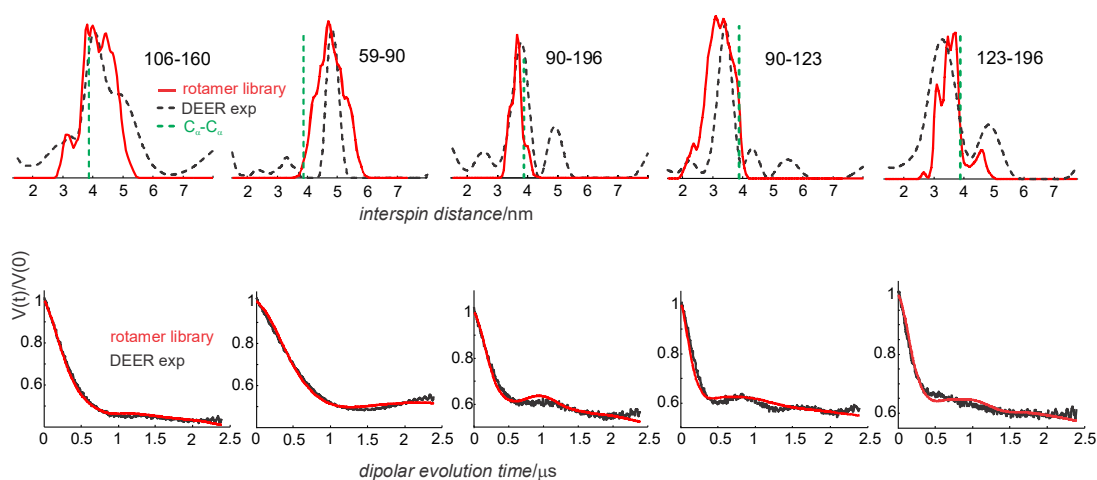 106-160
59-90
90-196
90-123
123-196
rotamer library
DEER exp
Cα-Cα
2 3 4 5 6 7
2 3 4 5 6 7
2 3 4 5 6 7
2 3 4 5 6 7
2 3 4 5 6 7
interspin distance/nm
V(t)/V(0)
1
0.8
0.6
rotamer library
DEER exp
0 0.5 1 1.5 2 2.5
1
0.8
0.6
0 0.5 1 1.5 2 2.5
1
0.8
0.6
0 0.5 1 1.5 2 2.5
1
0.8
0.6
0 0.5 1 1.5 2 2.5
1
0.8
0.6
0 0.5 1 1.5 2 2.5
dipolar evolution time/μs